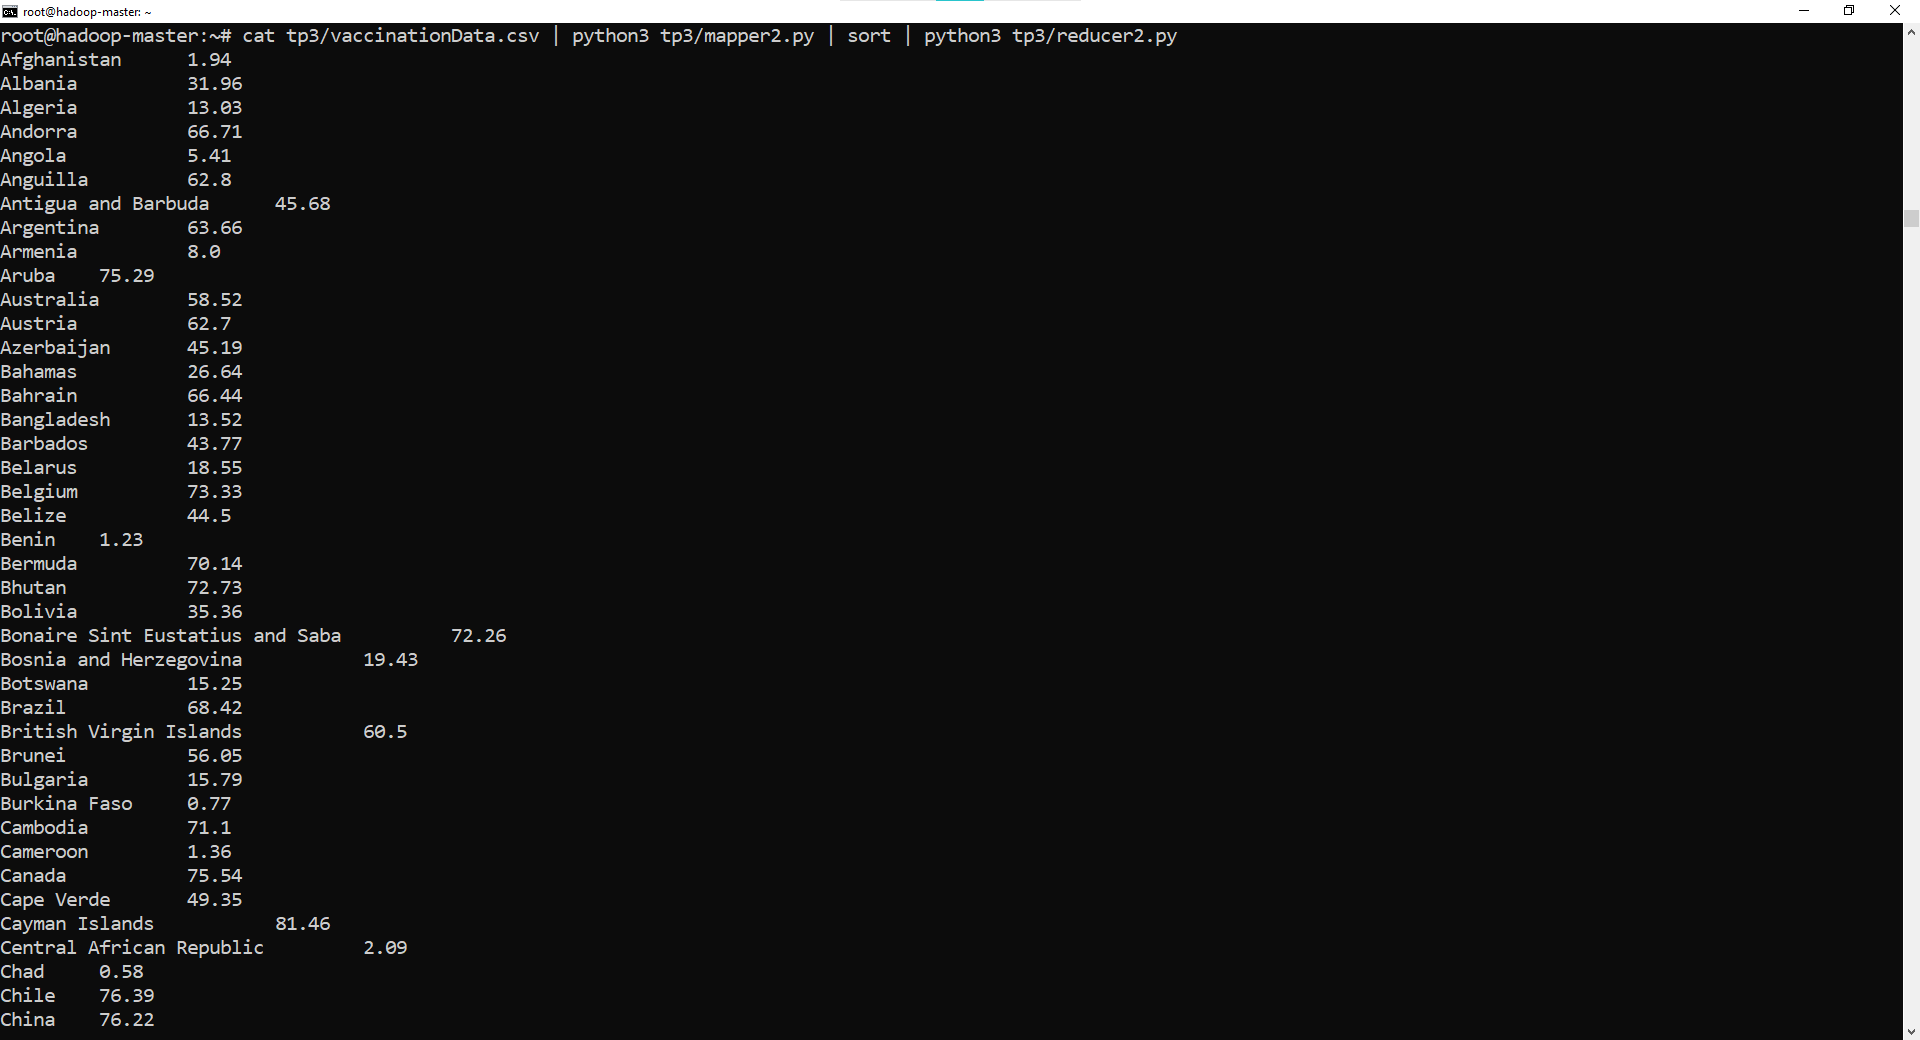 root@hadoop-master: ~
root@hadoop-master:~# cat tp3/vaccinationData.csv | python3 tp3/mapper2.py | sort | python3 tp3/reducer2.py
Afghanistan 1.94
Albania 31.96
Algeria 13.03
Andorra 66.71
Angola 5.41
Anguilla 62.8
Antigua and Barbuda 45.68
Argentina 63.66
Armenia 8.0
Aruba 75.29
Australia 58.52
Austria 62.7
Azerbaijan 45.19
Bahamas 26.64
Bahrain 66.44
Bangladesh 13.52
Barbados 43.77
Belarus 18.55
Belgium 73.33
Belize 44.5
Benin 1.23
Bermuda 70.14
Bhutan 72.73
Bolivia 35.36
Bonaire Sint Eustatius and Saba 72.26
Bosnia and Herzegovina 19.43
Botswana 15.25
Brazil 68.42
British Virgin Islands 60.5
Brunei 56.05
Bulgaria 15.79
Burkina Faso 0.77
Cambodia 71.1
Cameroon 1.36
Canada 75.54
Cape Verde 49.35
Cayman Islands 81.46
Central African Republic 2.09
Chad 0.58
Chile 76.39
China 76.22